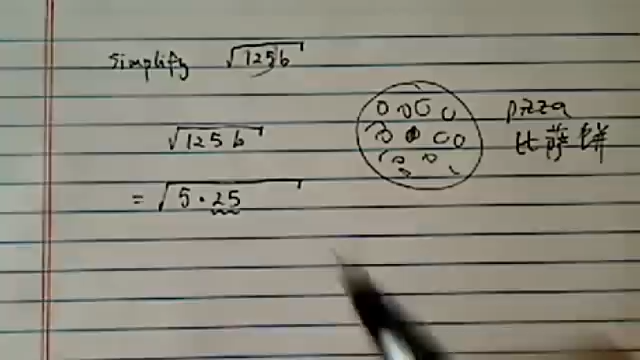 Simplify √125b
√125b
= √5·25
pizza
比萨饼